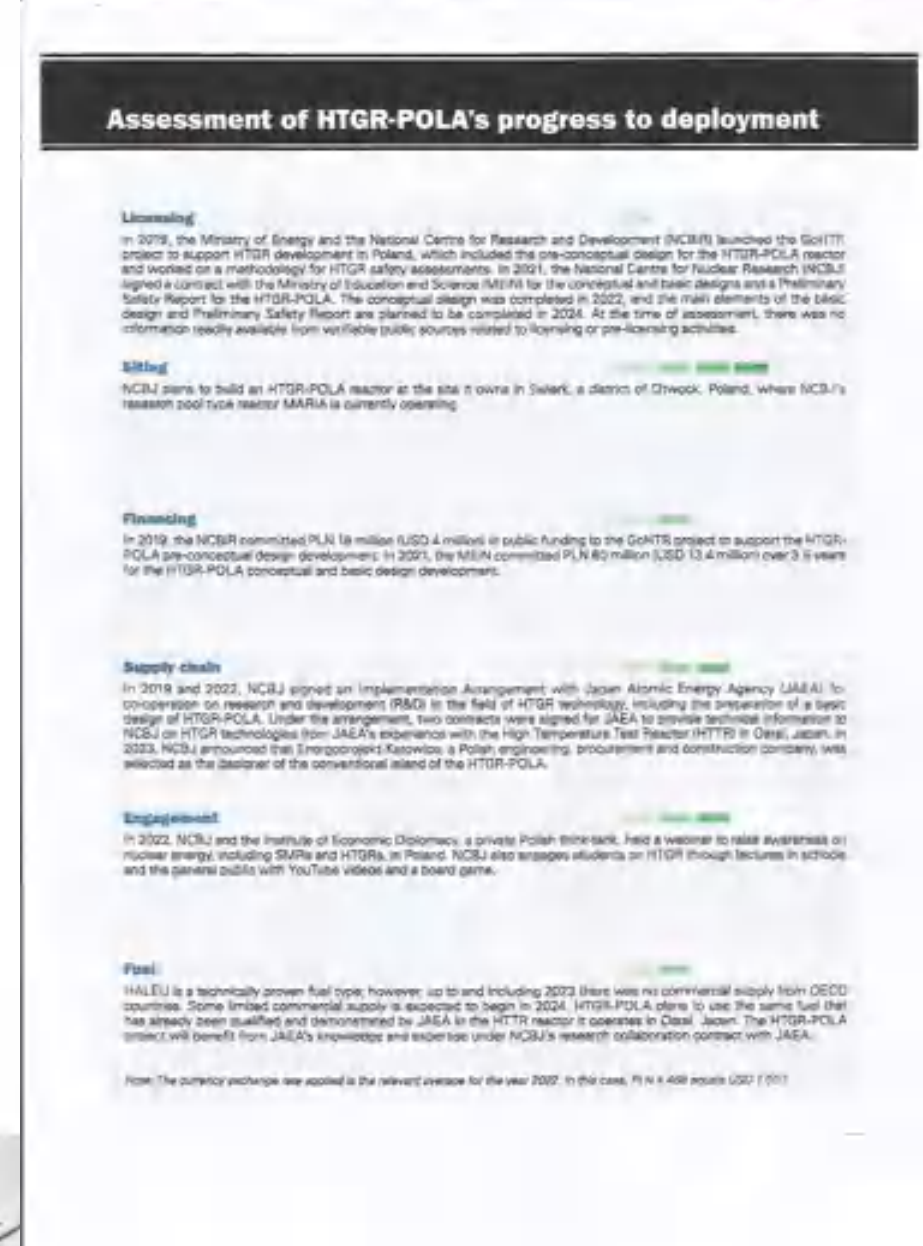 Assessment of HTGR-POLA's progress to deployment
Licensing
In 2019, the Ministry of Energy and the National Centre for Research and Development (NCBiR) launched the GoHTR
project to support HTGR development in Poland, which included the pre-conceptual design for the HTGR-POLA reactor
and worked on a methodology for HTGR safety assessments. In 2021, the National Centre for Nuclear Research (NCBJ)
signed a contract with the Ministry of Education and Science (MEiN) for the conceptual and basic designs and a Preliminary
Safety Report for the HTGR-POLA. The conceptual design was completed in 2022, and the main elements of the basic
design and Preliminary Safety Report are planned to be completed in 2024. At the time of assessment, there was no
information readily available from verifiable public sources related to licensing or pre-licensing activities.
Siting
NCBJ plans to build an HTGR-POLA reactor at the site it owns in Swierk, a district of Otwock, Poland, where NCBJ's
research pool type reactor MARIA is currently operating.
Financing
In 2019, the NCBiR committed PLN 18 million (USD 4 million) in public funding to the GoHTR project to support the HTGR-
POLA pre-conceptual design development. In 2021, the MEiN committed PLN 60 million (USD 13.4 million) over 3.5 years
for the HTGR-POLA conceptual and basic design development.
Supply chain
In 2019 and 2022, NCBJ signed an Implementation Arrangement with Japan Atomic Energy Agency (JAEA) for
co-operation on research and development (R&D) in the field of HTGR technology, including the preparation of a basic
design of HTGR-POLA. Under the arrangement, two contracts were signed for JAEA to provide technical information to
NCBJ on HTGR technologies from JAEA's experience with the High Temperature Test Reactor (HTTR) in Oarai, Japan. In
2023, NCBJ announced that Energoprojekt Katowice, a Polish engineering, procurement and construction company, was
selected as the designer of the conventional island of the HTGR-POLA.
Engagement
In 2022, NCBJ and the Institute of Economic Diplomacy, a private Polish think-tank, held a webinar to raise awareness on
nuclear energy, including SMRs and HTGRs, in Poland. NCBJ also engages students on HTGR through lectures in schools
and the general public with YouTube videos and a board game.
Fuel
HALEU is a technically proven fuel type; however, up to and including 2023 there was no commercial supply from OECD
countries. Some limited commercial supply is expected to begin in 2024. HTGR-POLA plans to use the same fuel that
has already been qualified and demonstrated by JAEA in the HTTR reactor it operates in Oarai, Japan. The HTGR-POLA
project will benefit from JAEA's knowledge and expertise under NCBJ's research collaboration contract with JAEA.
Note: The currency exchange rate applied is the relevant average for the year 2022. In this case, PLN equals USD